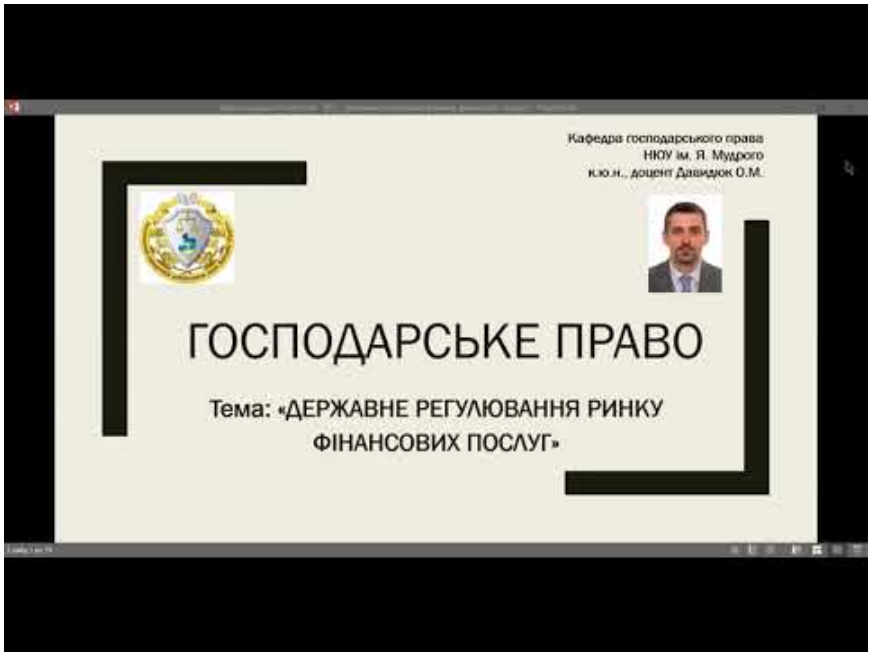 Кафедра господарського права
НЮУ ім. Я. Мудрого
к.ю.н., доцент Давидюк О.М.
ГОСПОДАРСЬКЕ ПРАВО
Тема: «ДЕРЖАВНЕ РЕГУЛЮВАННЯ РИНКУ
ФІНАНСОВИХ ПОСЛУГ»